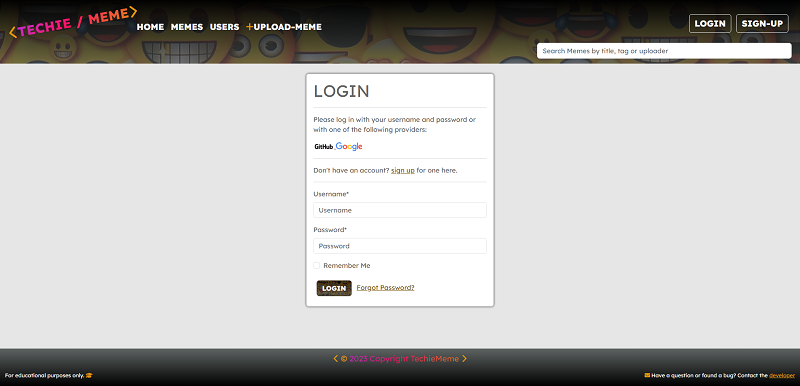 <TECHIE / MEME>
HOME MEMES USERS +UPLOAD-MEME
LOGIN SIGN-UP
Search Memes by title, tag or uploader
LOGIN
Please log in with your username and password or
with one of the following providers:
GitHub Google
Don't have an account? sign up for one here.
Username*
Username
Password*
Password
Remember Me
LOGIN Forgot Password?
< © 2023 Copyright TechieMeme >
For educational purposes only.
Have a question or found a bug? Contact the developer